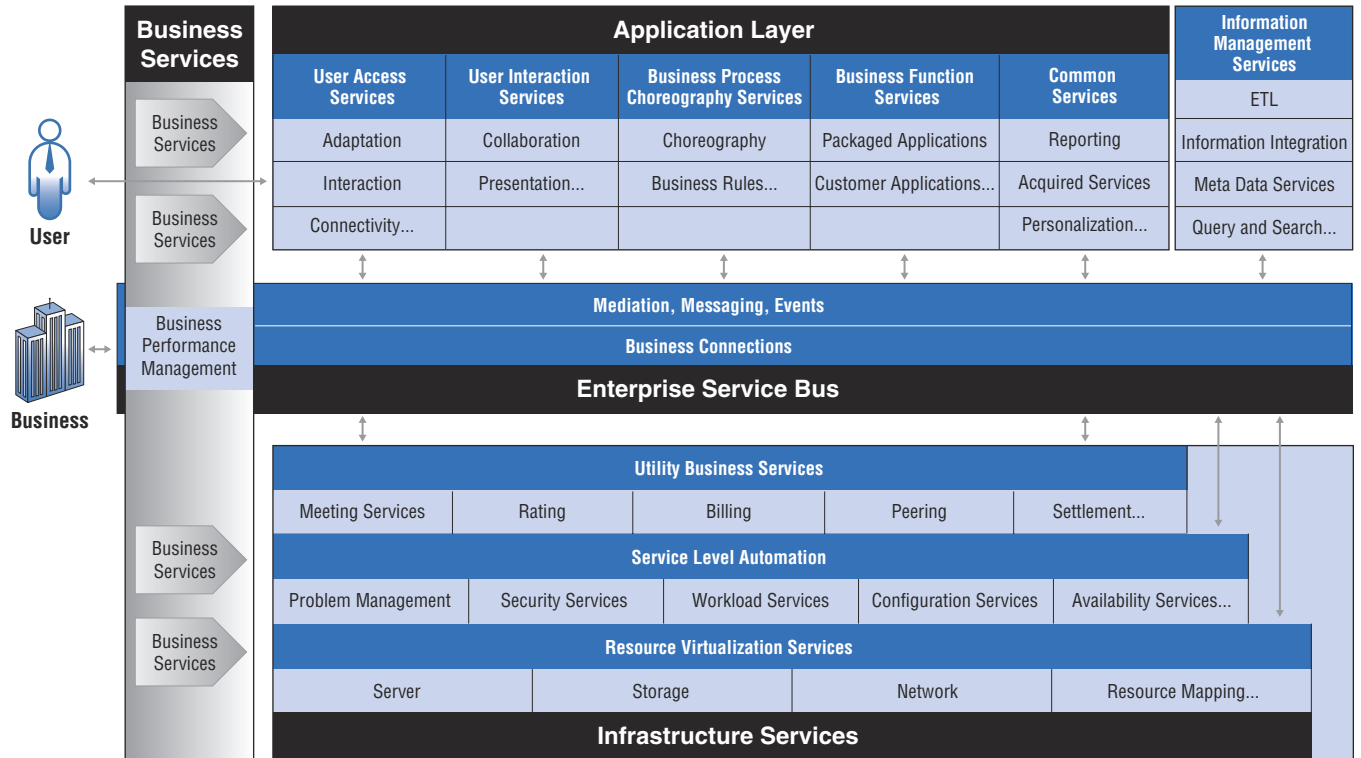 Business
Services
Application Layer
Information
Management
Services
User Access
Services
User Interaction
Services
Business Process
Choreography Services
Business Function
Services
Common
Services
ETL
Business
Services
Adaptation
Collaboration
Choreography
Packaged Applications
Reporting
Information Integration
Interaction
Presentation...
Business Rules...
Customer Applications...
Acquired Services
Meta Data Services
User
Business
Services
Connectivity...
Personalization...
Query and Search...
Business
Business
Performance
Management
Mediation, Messaging, Events
Business Connections
Enterprise Service Bus
Utility Business Services
Meeting Services
Rating
Billing
Peering
Settlement...
Business
Services
Service Level Automation
Problem Management
Security Services
Workload Services
Configuration Services
Availability Services...
Business
Services
Resource Virtualization Services
Server
Storage
Network
Resource Mapping...
Infrastructure Services